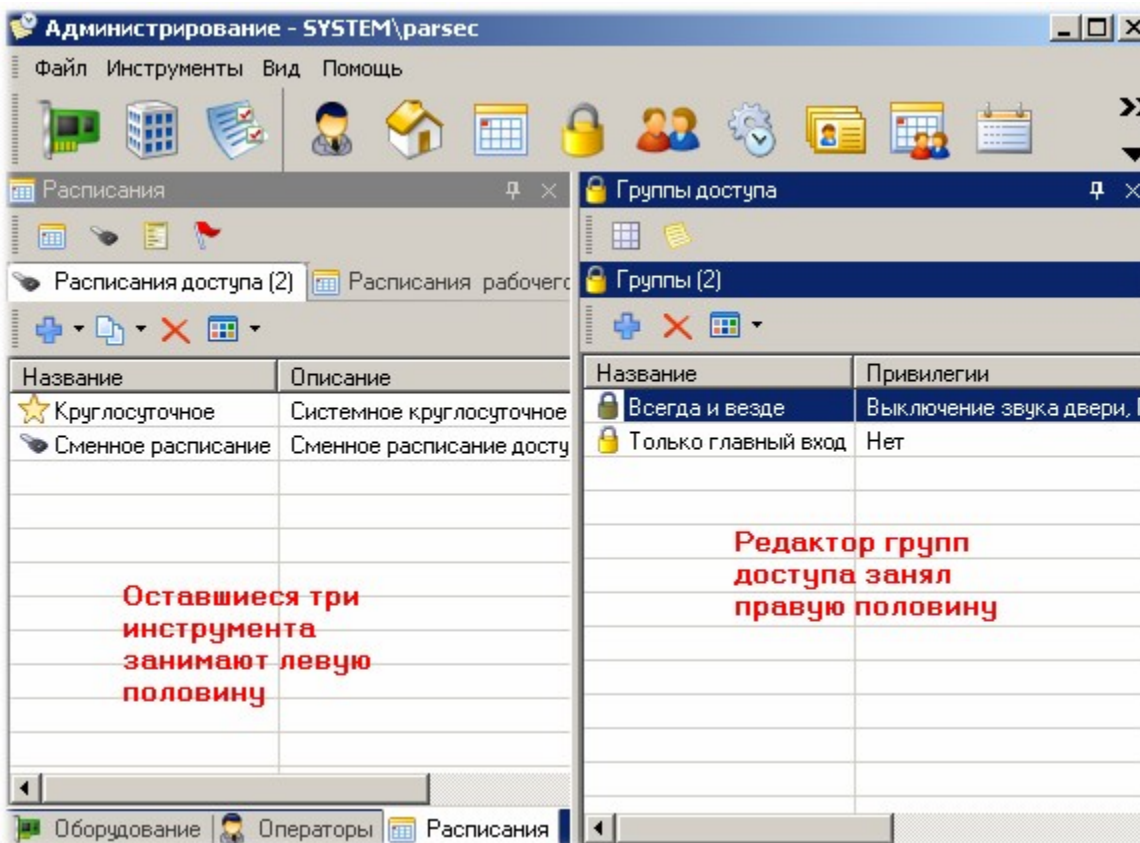 Администрирование - SYSTEM\parsec
Файл Инструменты Вид Помощь
Расписания
Расписания доступа (2) Расписания рабочего
Название Описание
Круглосуточное Системное круглосуточное
Сменное расписание Сменное расписание досту
Оставшиеся три
инструмента
занимают левую
половину
Оборудование Операторы Расписания
Группы доступа
Группы (2)
Название Привилегии
Всегда и везде Выключение звука двери,
Только главный вход Нет
Редактор групп
доступа занял
правую половину